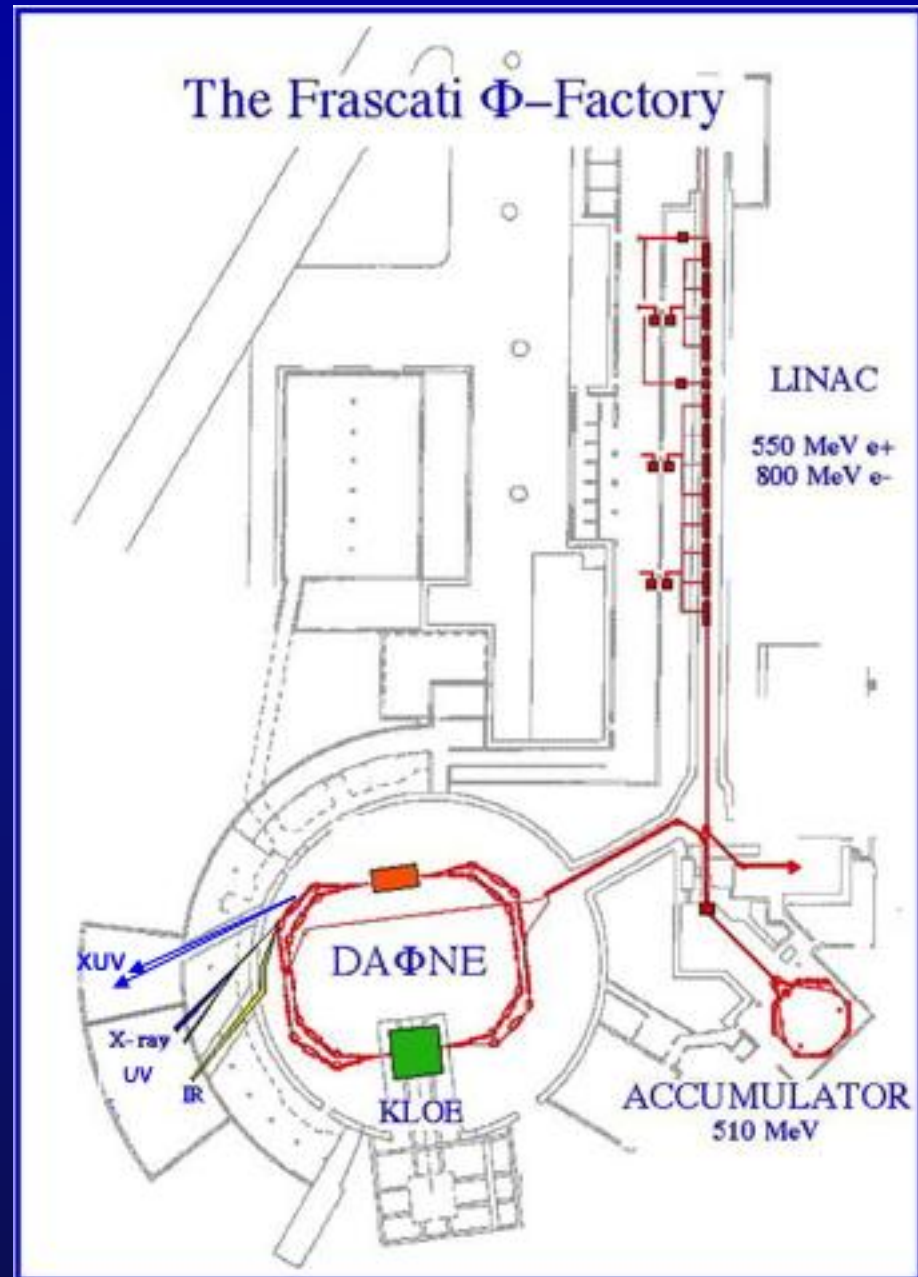 The Frascati Φ–Factory
LINAC
550 MeV e+
800 MeV e-
DAΦNE
XUV
X-ray
UV
IR
KLOE
ACCUMULATOR
510 MeV